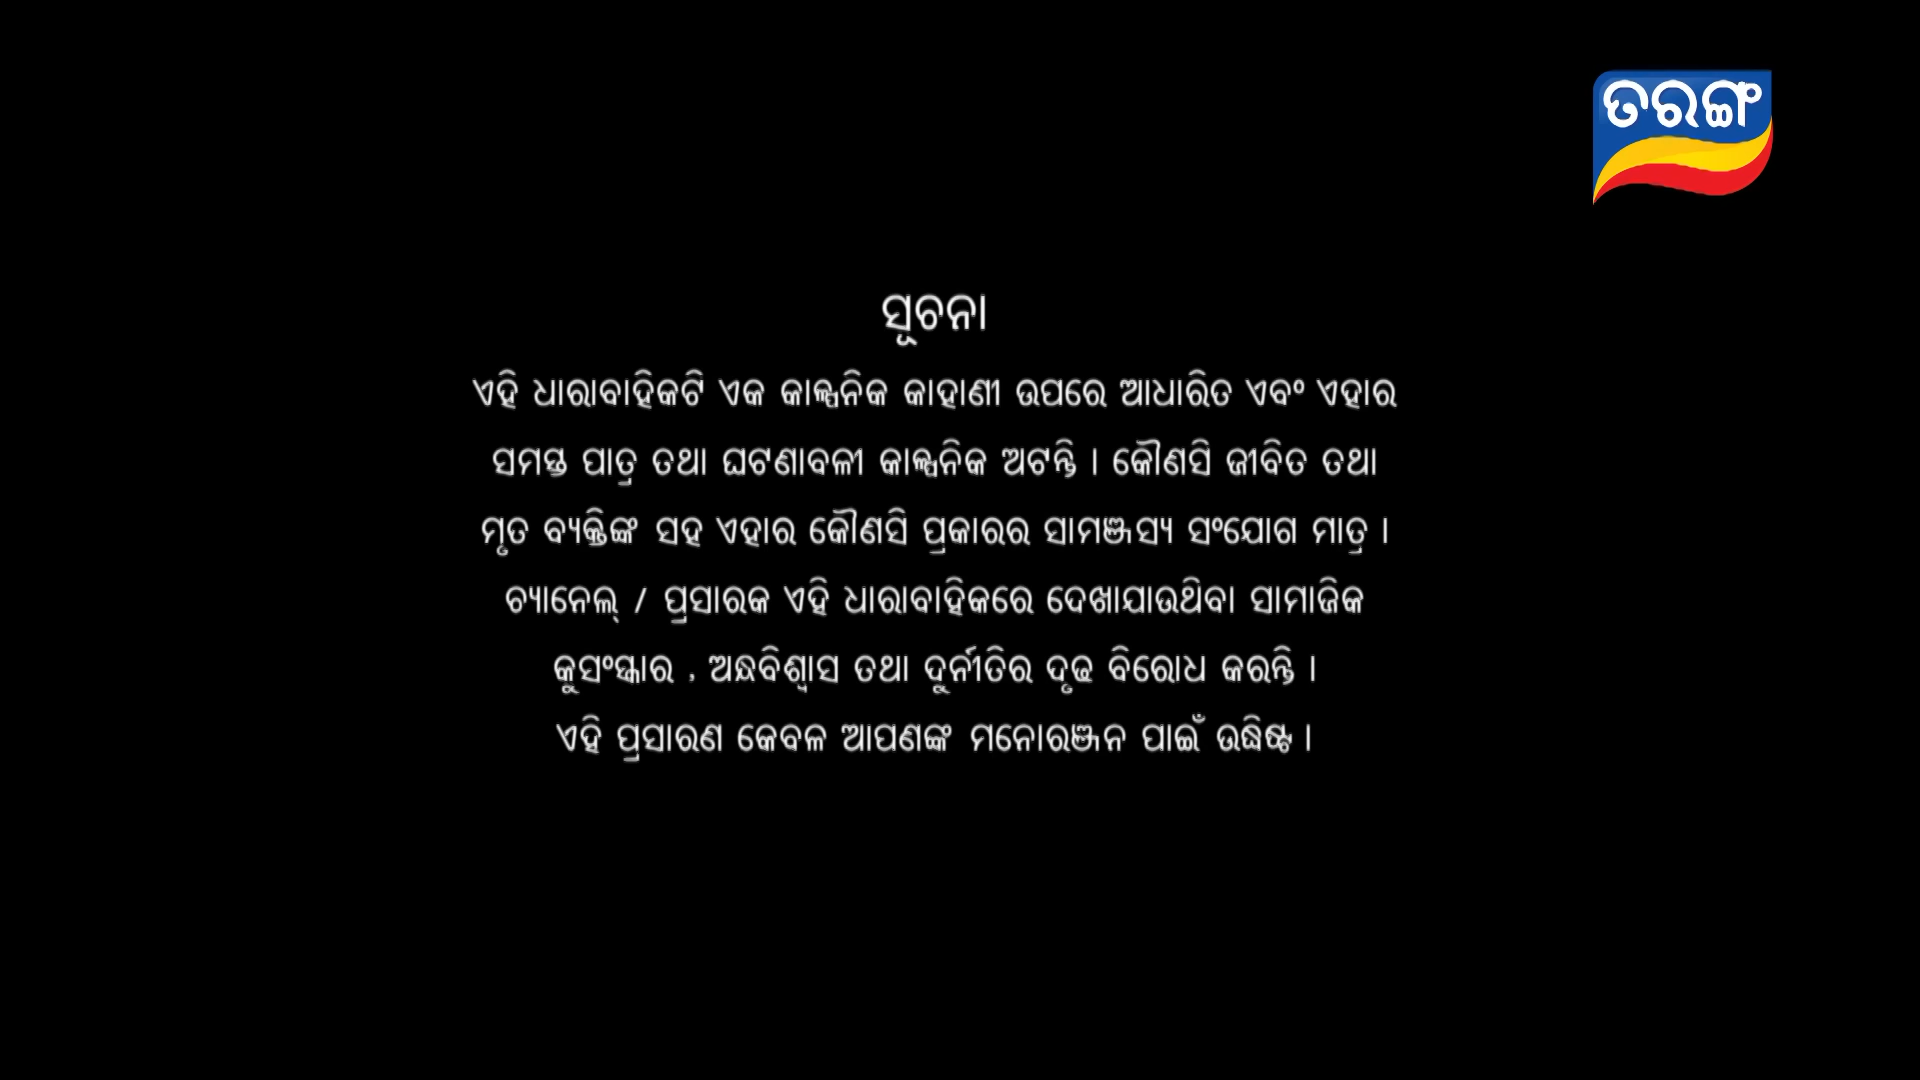 ତରଙ୍ଗ
ସୂଚନା
ଏହି ଧାରାବାହିକଟି ଏକ କାଳ୍ପନିକ କାହାଣୀ ଉପରେ ଆଧାରିତ ଏବଂ ଏହାର
ସମସ୍ତ ପାତ୍ର ତଥା ଘଟଣାବଳୀ କାଳ୍ପନିକ ଅଟନ୍ତି । କୌଣସି ଜୀବିତ ତଥା
ମୃତ ବ୍ୟକ୍ତିଙ୍କ ସହ ଏହାର କୌଣସି ପ୍ରକାରର ସାମଞ୍ଜସ୍ୟ ସଂଯୋଗ ମାତ୍ର ।
ଚ୍ୟାନେଲ୍ / ପ୍ରସାରକ ଏହି ଧାରାବାହିକରେ ଦେଖାଯାଉଥିବା ସାମାଜିକ
କୁସଂସ୍କାର , ଅନ୍ଧବିଶ୍ୱାସ ତଥା ଦୁର୍ନୀତିର ଦୃଢ ବିରୋଧ କରନ୍ତି ।
ଏହି ପ୍ରସାରଣ କେବଳ ଆପଣଙ୍କ ମନୋରଞ୍ଜନ ପାଇଁ ଉଦ୍ଧିଷ୍ଟ ।